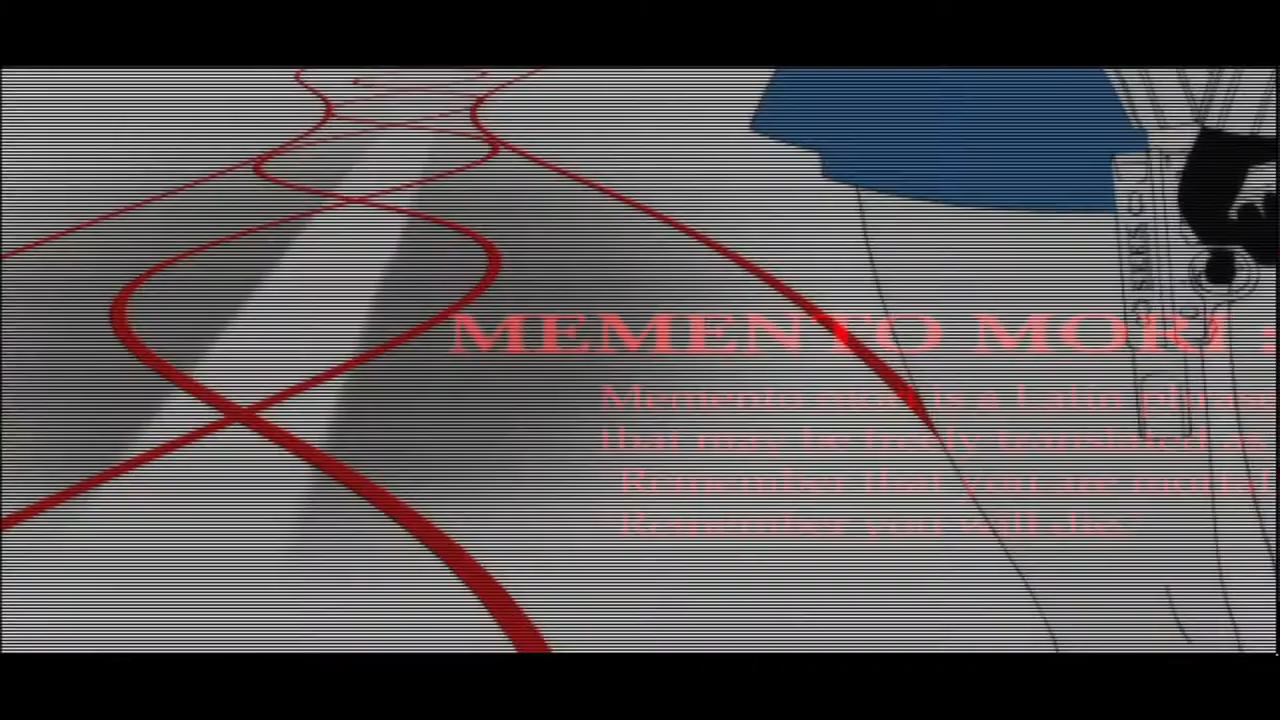 MEMENTO MORI :
Memento mori is a Latin phrase
that may be freely translated as
"Remember that you are mortal
"Remember you will die"